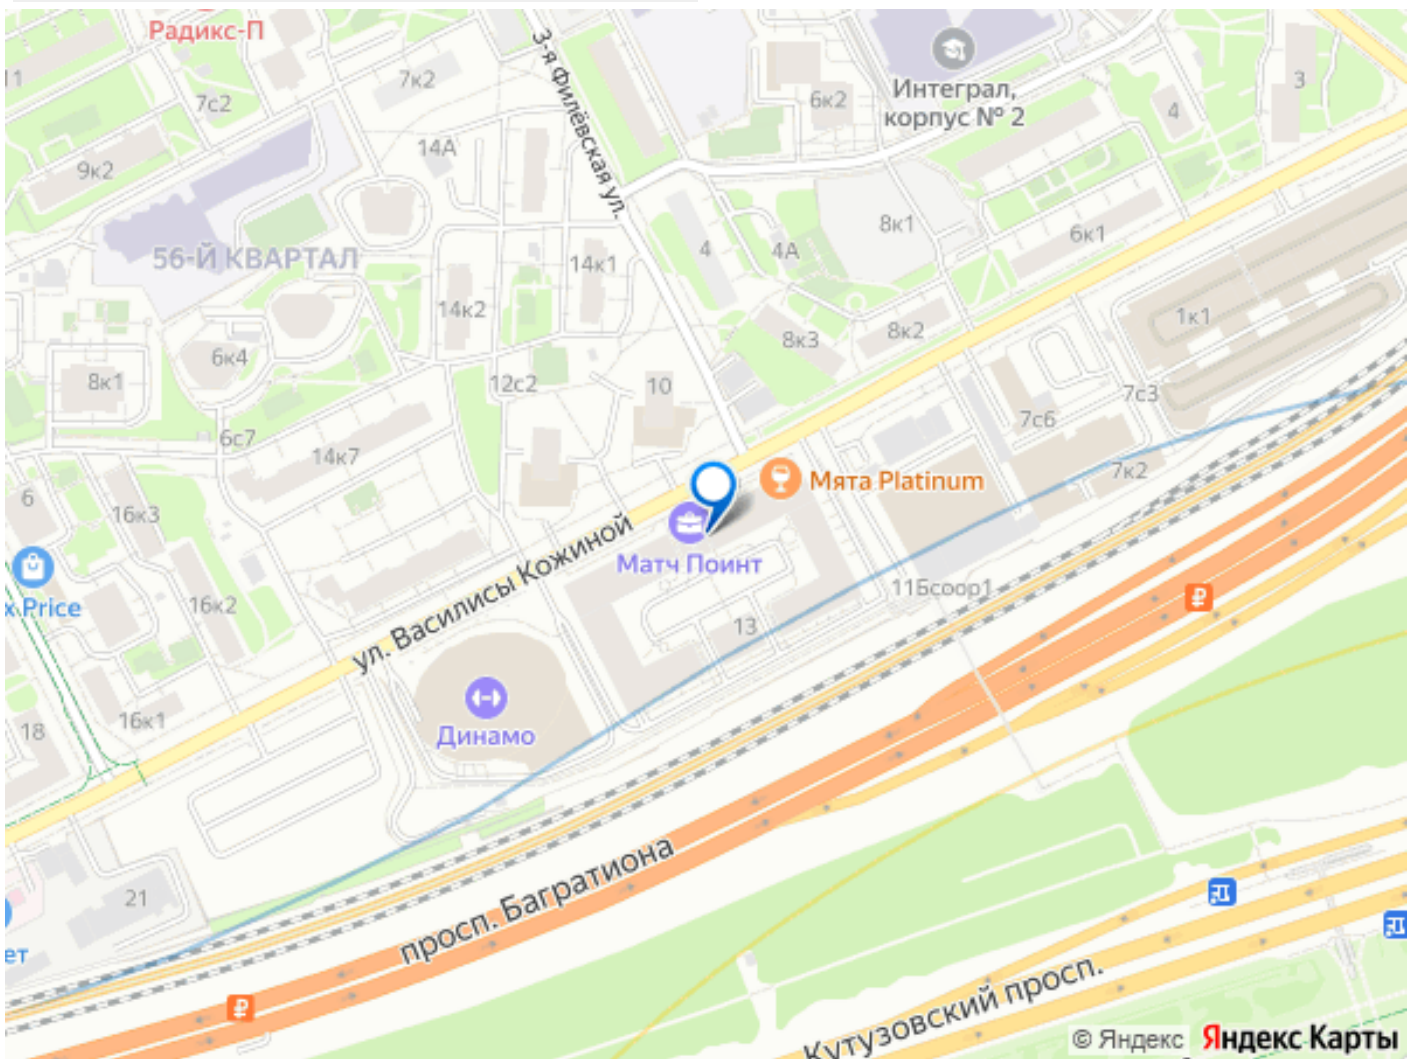 Радикс-П
11
7к2
7с2
3-я Филёвская ул.
6к2
Интеграл,
корпус № 2
3
4
14А
9к2
8к1
6к1
56-Й КВАРТАЛ
14к1
4
4А
14к2
1к1
8к3
8к2
6к4
8к1
12с2
10
7с3
7с6
6с7
14к7
7к2
6
16к3
Мята Platinum
Матч Поинт
x Price
16к2
ул. Василисы Кожиной
11Бсоор1
13
18
16к1
Динамо
21
просп. Багратиона
ет
Кутузовский просп.
© Яндекс Яндекс Карты